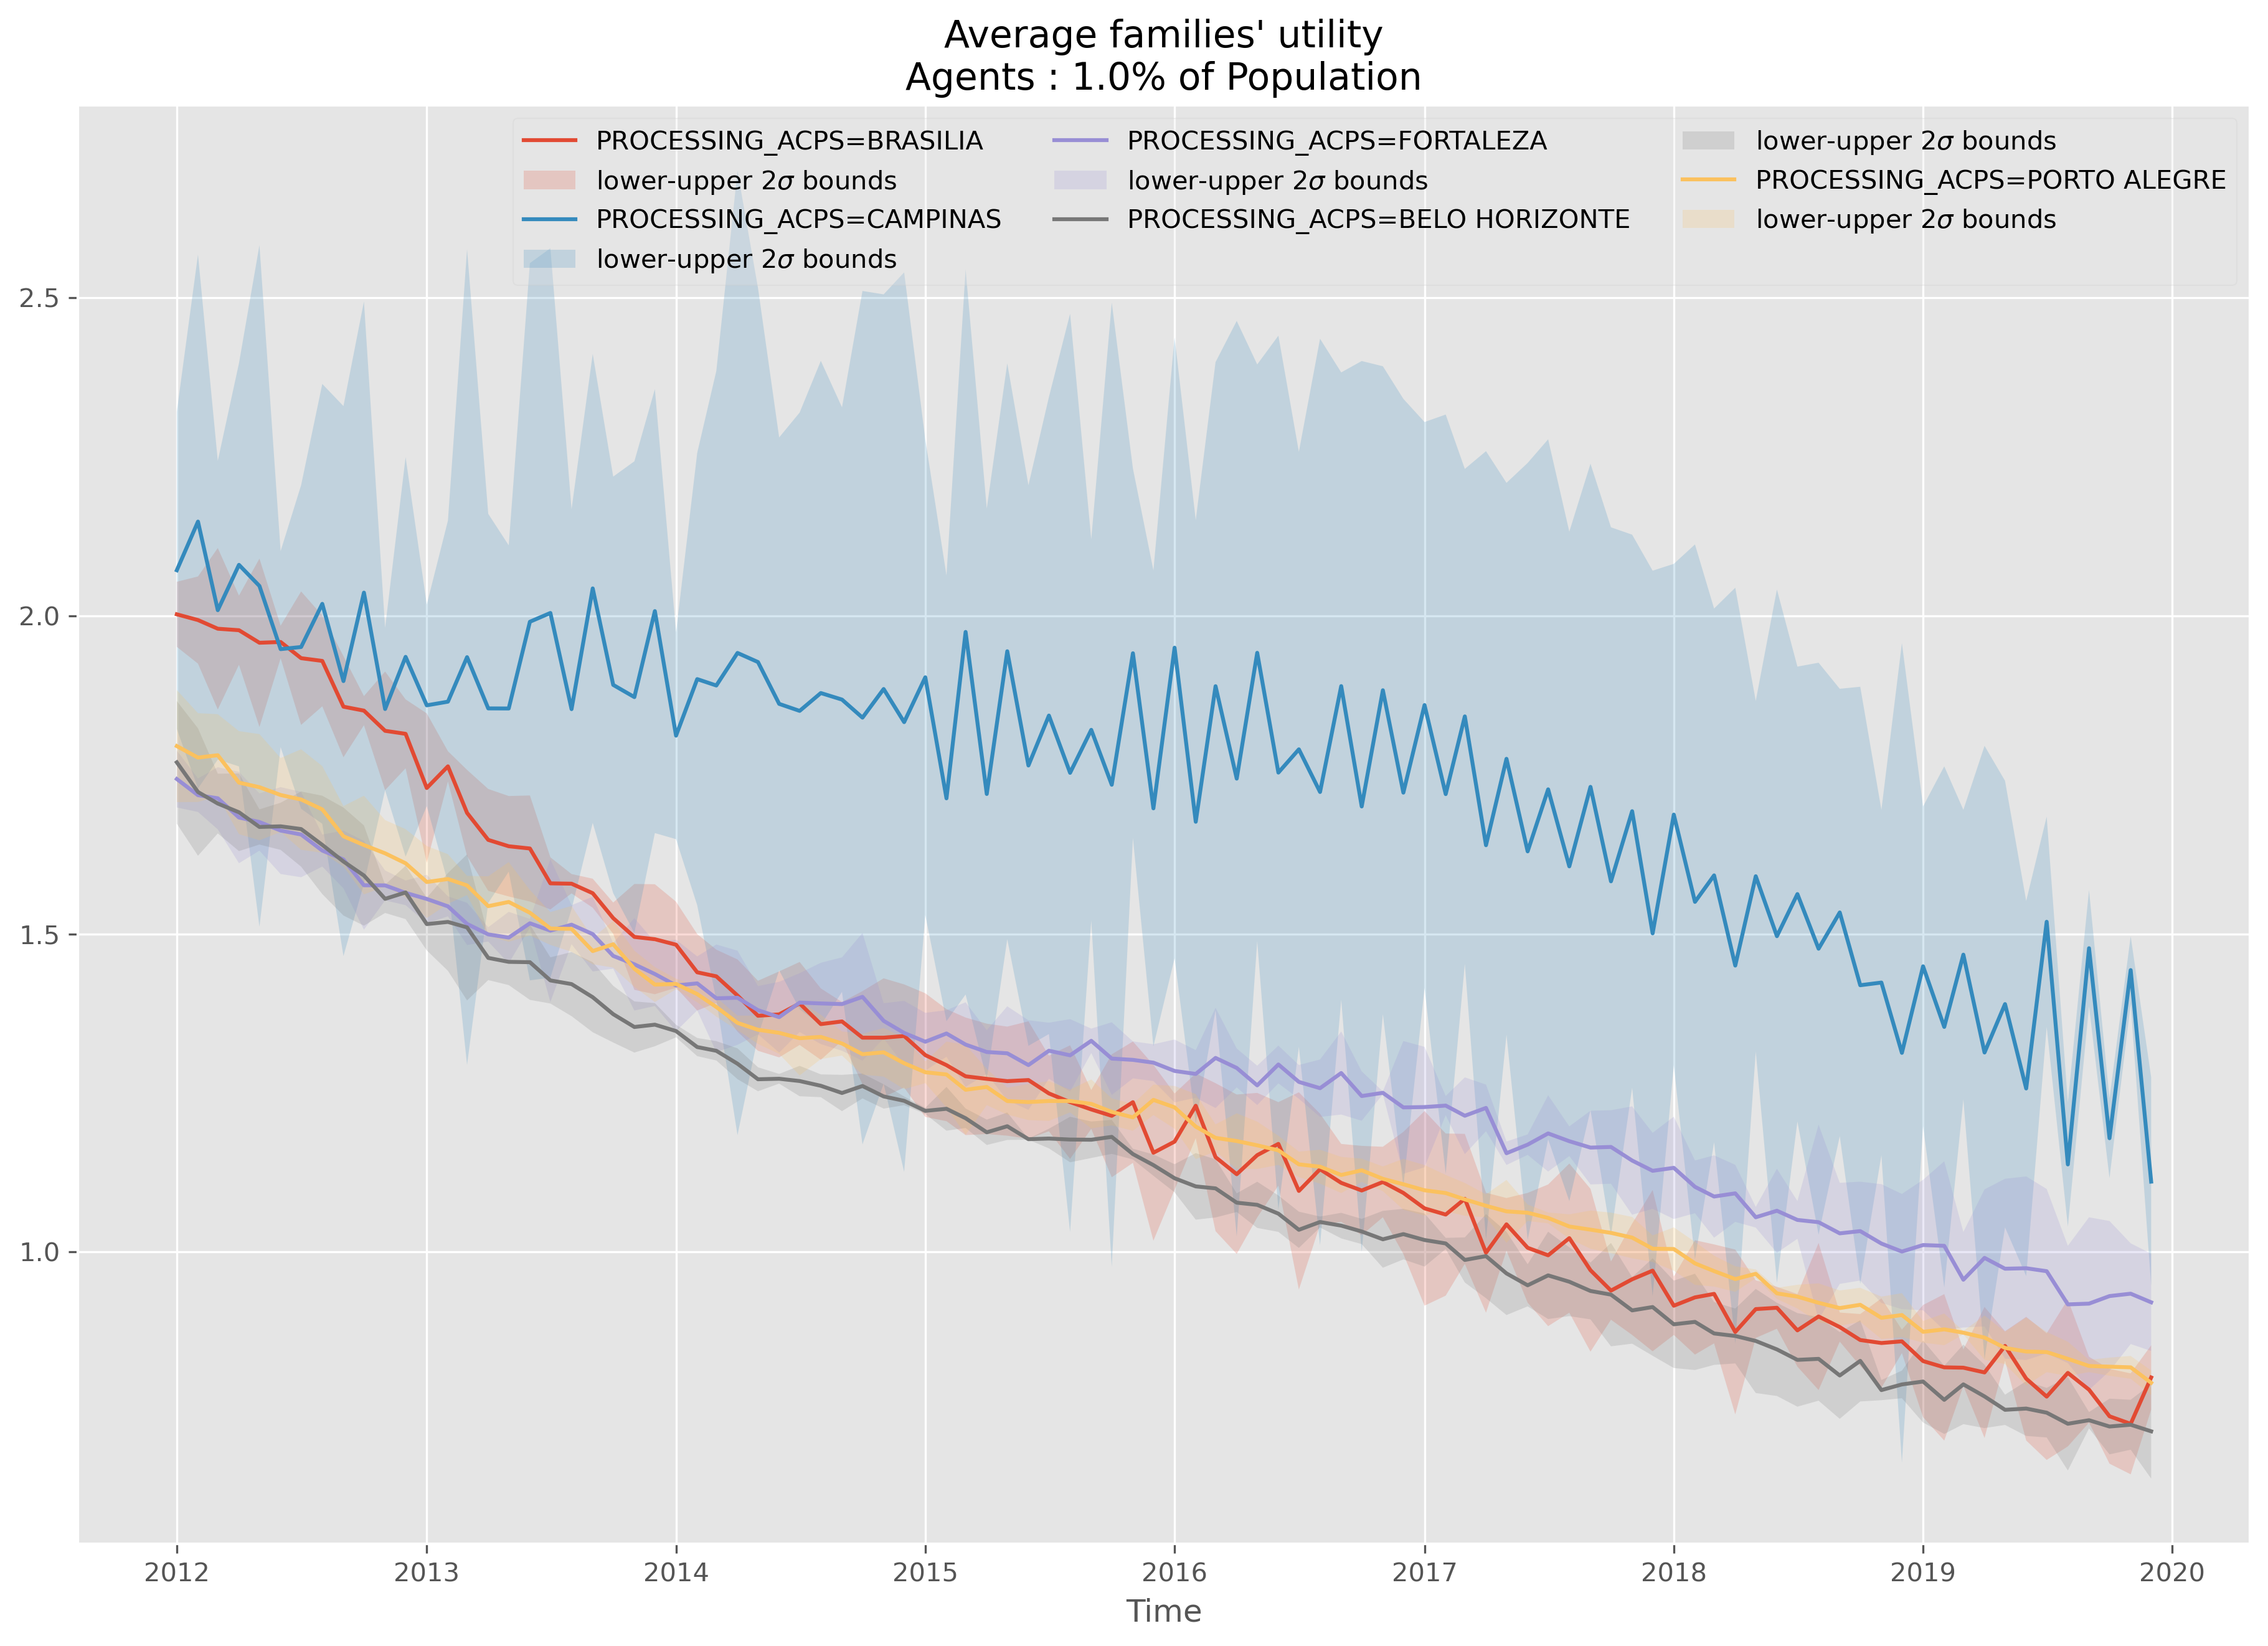 Average families' utility
Agents : 1.0% of Population
PROCESSING_ACPS=BRASILIA
lower-upper 2σ bounds
PROCESSING_ACPS=CAMPINAS
lower-upper 2σ bounds
PROCESSING_ACPS=FORTALEZA
lower-upper 2σ bounds
PROCESSING_ACPS=BELO HORIZONTE
lower-upper 2σ bounds
PROCESSING_ACPS=PORTO ALEGRE
lower-upper 2σ bounds
2.5
2.0
1.5
1.0
2012 2013 2014 2015 2016 2017 2018 2019 2020
Time